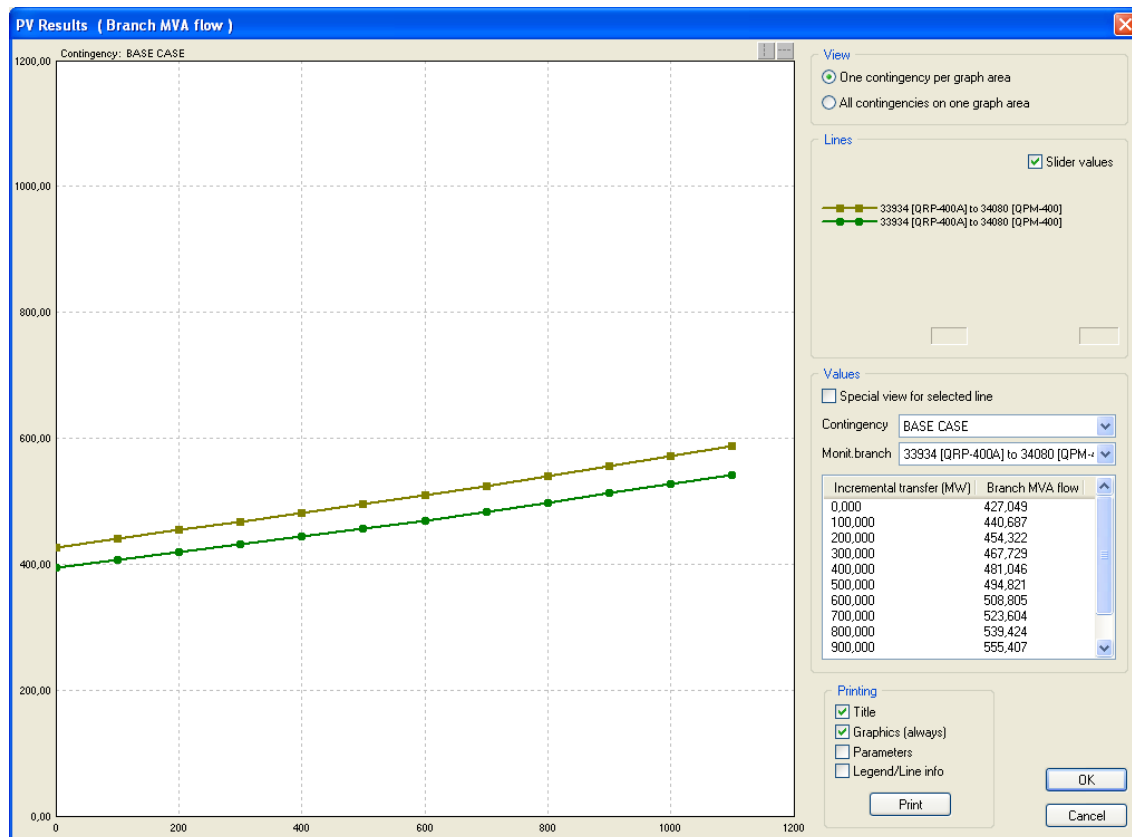 PV Results ( Branch MVA flow )
Contingency: BASE CASE
1200,00
1000,00
800,00
600,00
400,00
200,00
0,00
0 200 400 600 800 1000 1200
View
One contingency per graph area
All contingencies on one graph area
Lines
Slider values
33934 [QRP-400A] to 34080 [QPM-400]
33934 [QRP-400A] to 34080 [QPM-400]
Values
Special view for selected line
Contingency BASE CASE
Monit.branch 33934 [QRP-400A] to 34080 [QPM-
Incremental transfer (MW) Branch MVA flow
0,000 427,049
100,000 440,687
200,000 454,322
300,000 467,729
400,000 481,046
500,000 494,821
600,000 508,805
700,000 523,604
800,000 539,424
900,000 555,407
Printing
Title
Graphics (always)
Parameters
Legend/Line info
Print
OK
Cancel